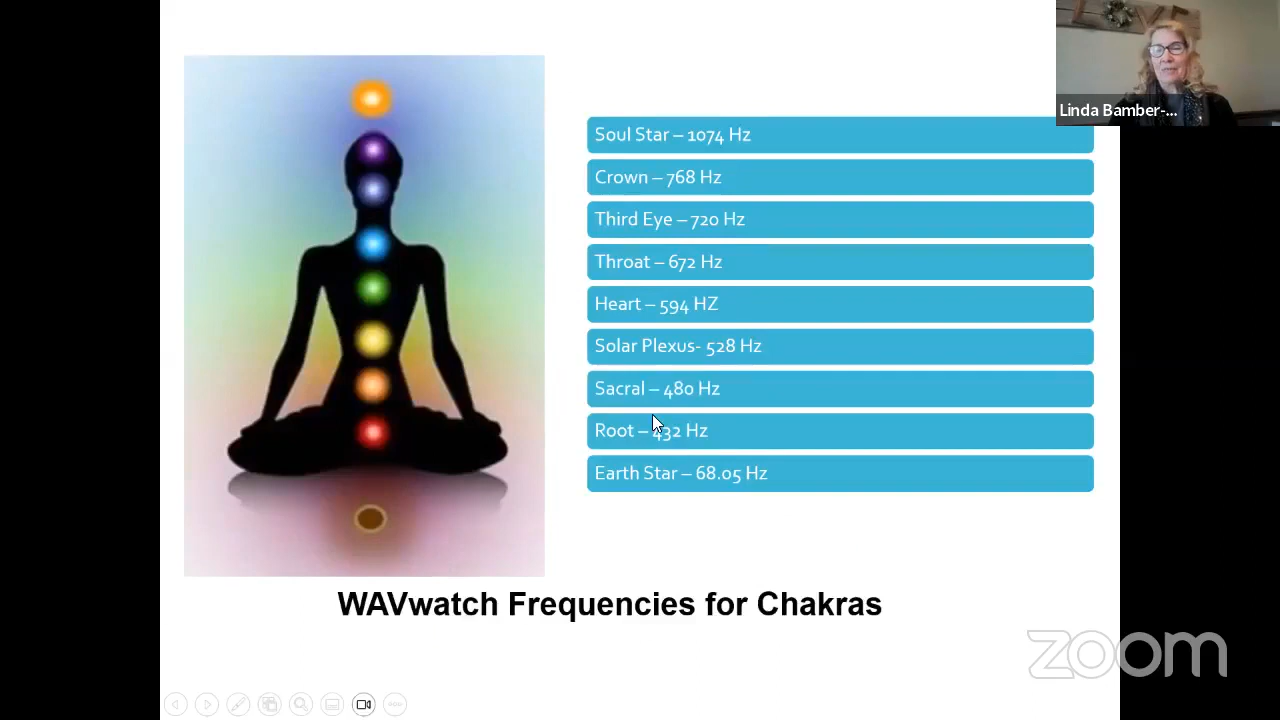 LOVE
Linda Bamber-...
Soul Star – 1074 Hz
Crown – 768 Hz
Third Eye – 720 Hz
Throat – 672 Hz
Heart – 594 HZ
Solar Plexus- 528 Hz
Sacral – 480 Hz
Root – 432 Hz
Earth Star – 68.05 Hz
WAVwatch Frequencies for Chakras
zoom